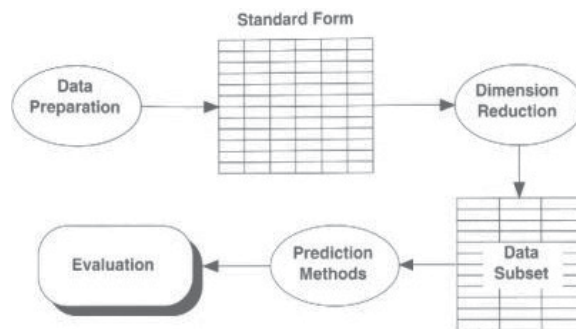 Standard Form
Data
Preparation
Dimension
Reduction
Evaluation
Prediction
Methods
Data
Subset